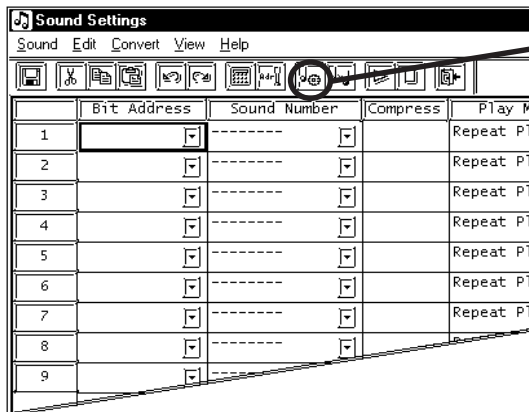 Sound Settings
Sound Edit Convert View Help
Adr
Bit Address Sound Number Compress Play M
1 -------- Repeat Pl
2 -------- Repeat Pl
3 -------- Repeat Pl
4 -------- Repeat Pl
5 -------- Repeat Pl
6 -------- Repeat Pl
7 -------- Repeat Pl
8 --------
9